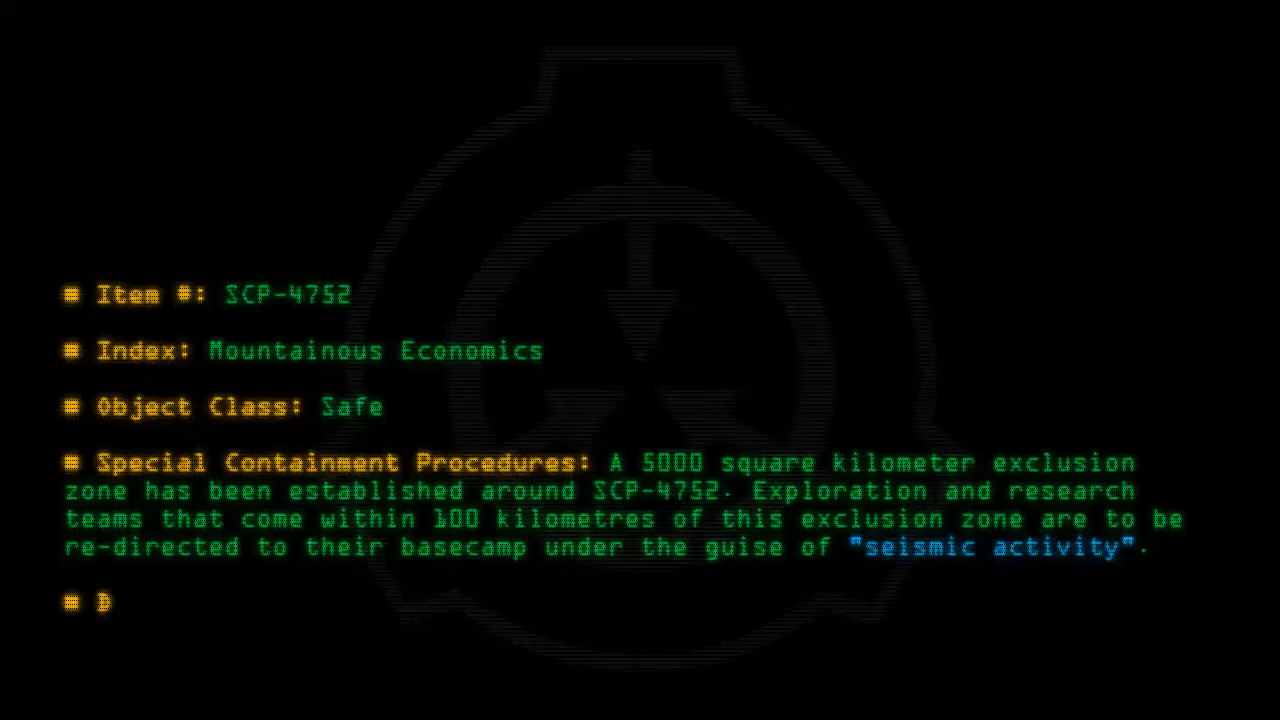 ■ Item #: SCP-4752
■ Index: Mountainous Economics
■ Object Class: Safe
■ Special Containment Procedures: A 5000 square kilometer exclusion
zone has been established around SCP-4752. Exploration and research
teams that come within 100 kilometres of this exclusion zone are to be
re-directed to their basecamp under the guise of "seismic activity".
■ D